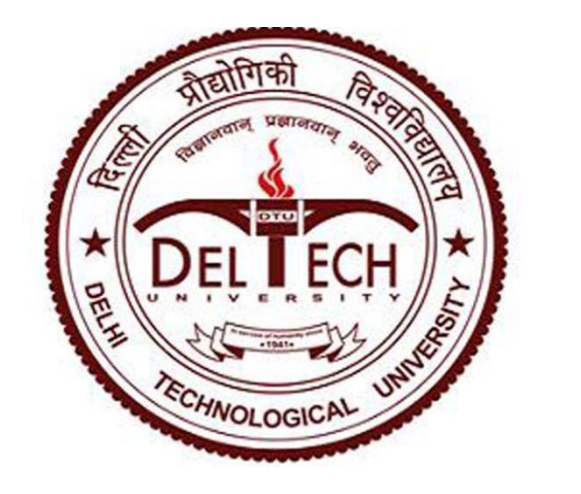 दिल्ली प्रौद्योगिकी विश्वविद्यालय
विज्ञानवान् प्रज्ञानवान् भवतु
DTU
DELTECH
UNIVERSITY
In service of humanity since
1941
DELHI TECHNOLOGICAL UNIVERSITY